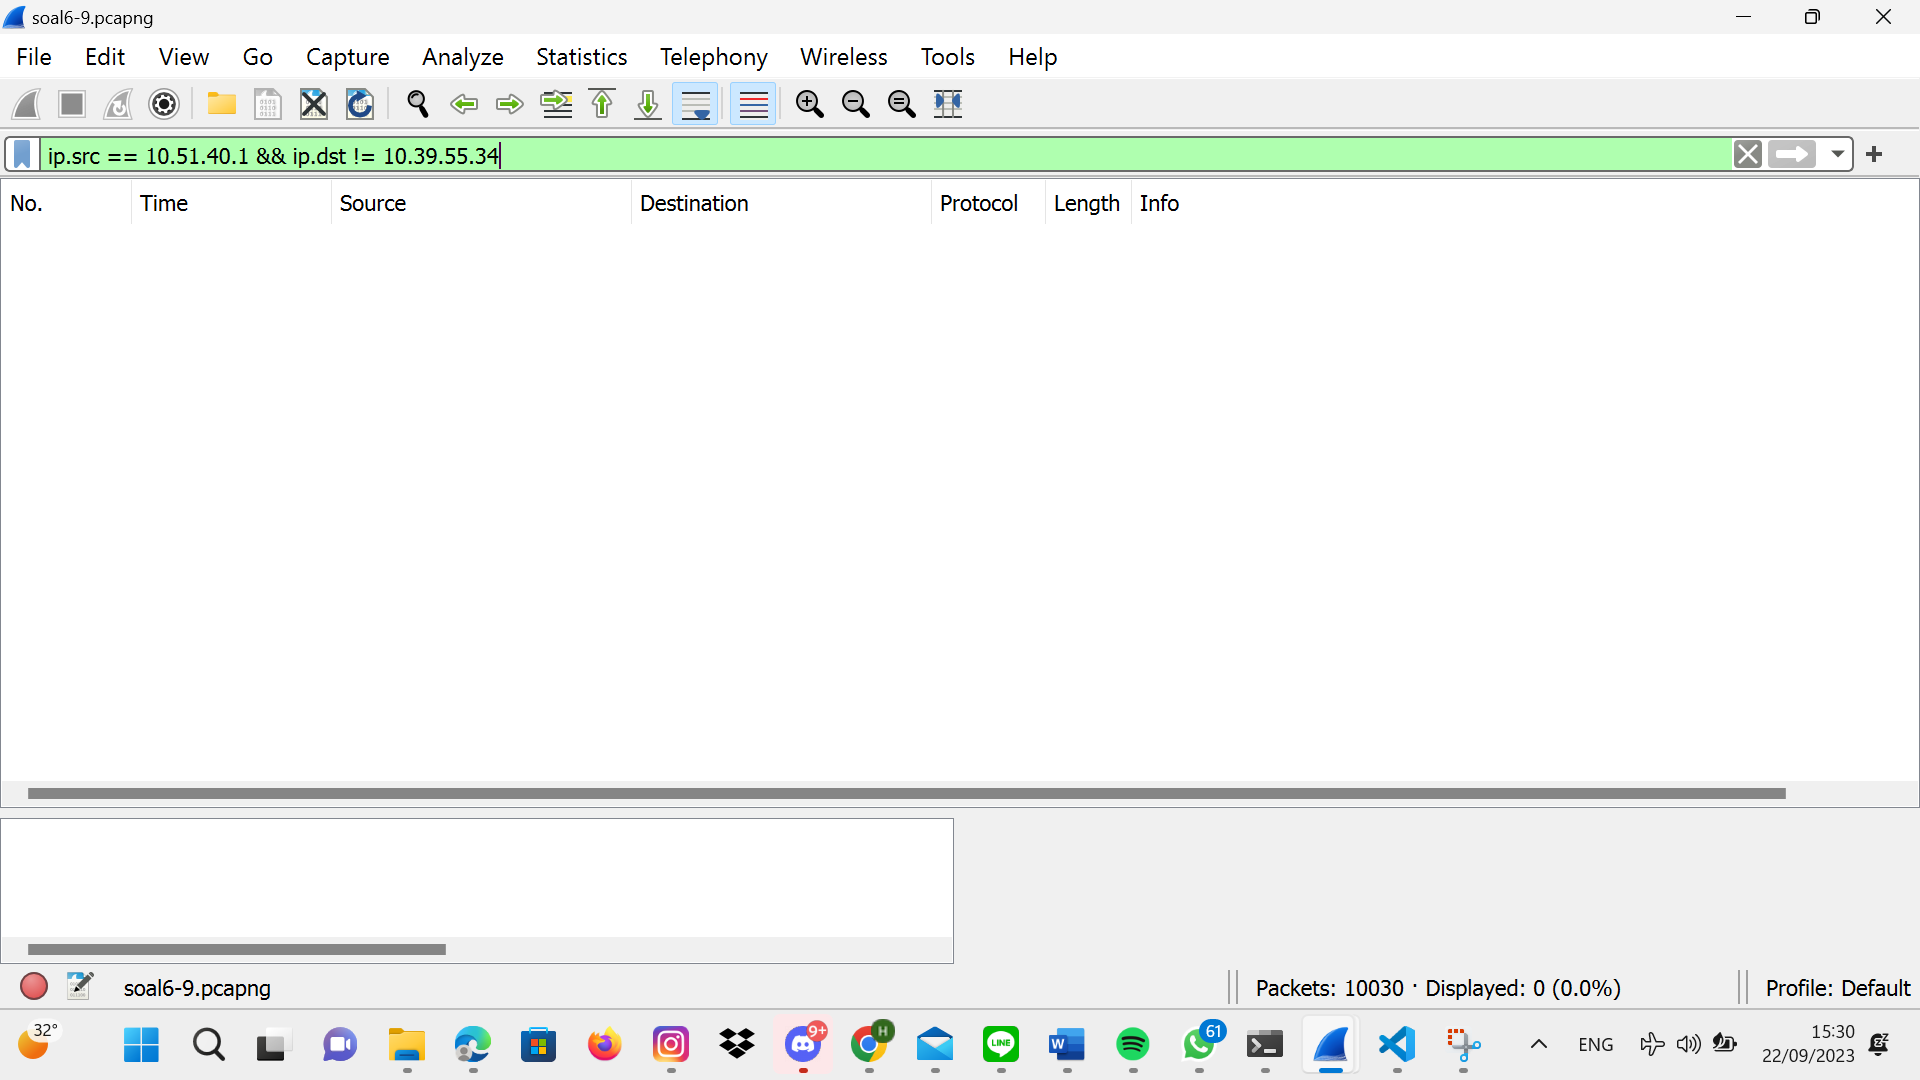 soal6-9.pcapng
File Edit View Go Capture Analyze Statistics Telephony Wireless Tools Help
ip.src == 10.51.40.1 && ip.dst != 10.39.55.34
No. Time Source Destination Protocol Length Info
soal6-9.pcapng Packets: 10030 · Displayed: 0 (0.0%) Profile: Default
32°
9+
H
LINE
W
61
ENG
15:30
22/09/2023